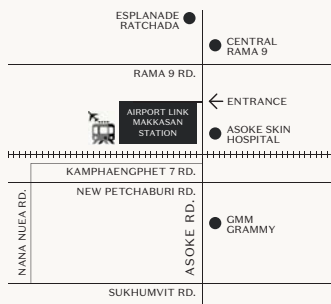 ESPLANADE
RATCHADA
CENTRAL
RAMA 9
RAMA 9 RD.
ENTRANCE
AIRPORT LINK
MAKKASAN
STATION
ASOKE SKIN
HOSPITAL
KAMPHAENGPHET 7 RD.
NEW PETCHABURI RD.
NANA NUEA RD.
ASOKE RD.
GMM
GRAMMY
SUKHUMVIT RD.